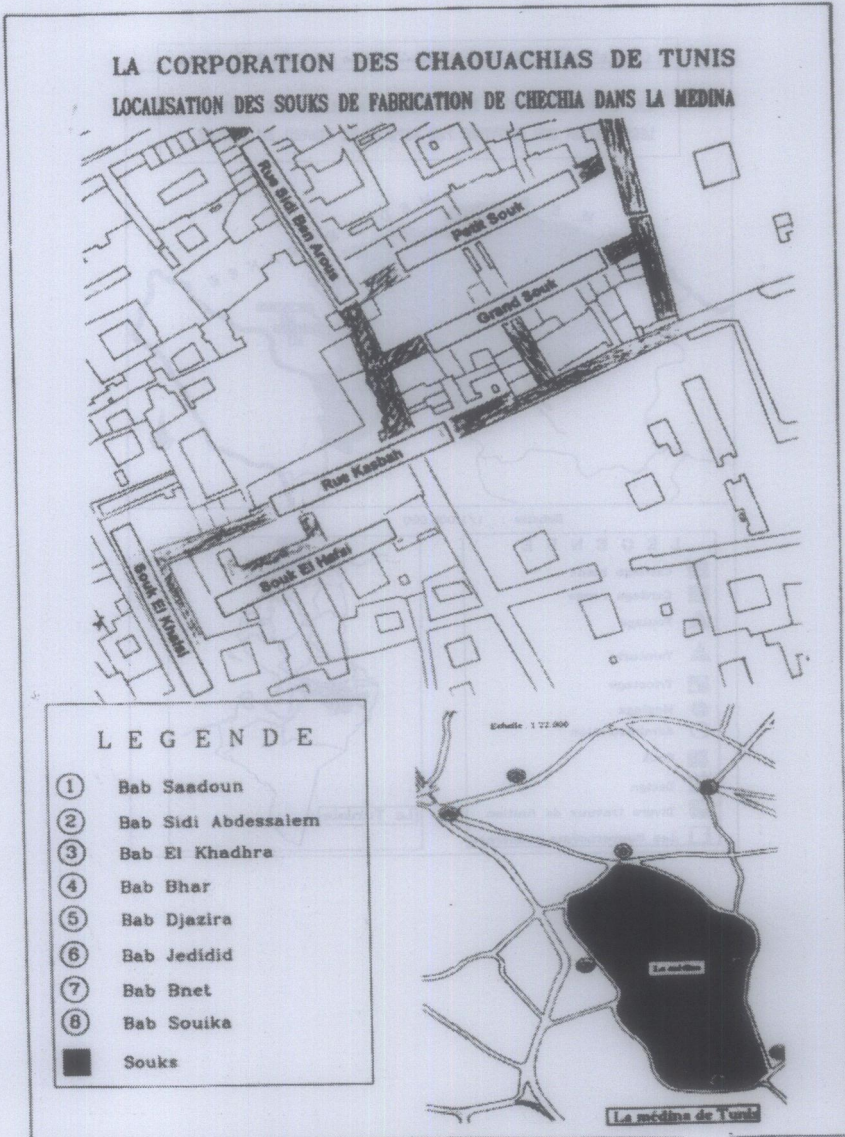 LA CORPORATION DES CHAOUACHIAS DE TUNIS
LOCALISATION DES SOUKS DE FABRICATION DE CHECHIA DANS LA MEDINA
Rue Sidi Ben Arous
Petit Souk
Grand Souk
Rue Kasbah
Souk El Hafsi
Souk El Khafsi
LEGENDE
1 Bab Saadoun
2 Bab Sidi Abdessalem
3 Bab El Khadhra
4 Bab Bhar
5 Bab Djazira
6 Bab Jedidid
7 Bab Bnet
8 Bab Souika
Souks
Echelle
La médina
La médina de Tunis